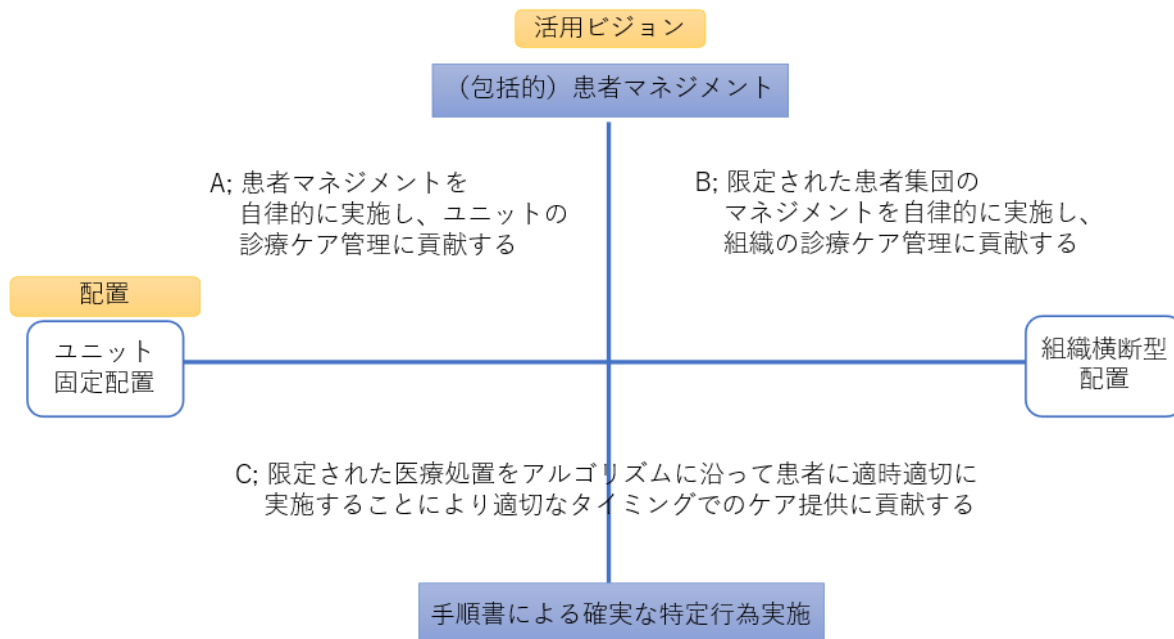 活用ビジョン
（包括的）患者マネジメント
A; 患者マネジメントを
自律的に実施し、ユニットの
診療ケア管理に貢献する
B; 限定された患者集団の
マネジメントを自律的に実施し、
組織の診療ケア管理に貢献する
配置
ユニット
固定配置
組織横断型
配置
C; 限定された医療処置をアルゴリズムに沿って患者に適時適切に
実施することにより適切なタイミングでのケア提供に貢献する
手順書による確実な特定行為実施